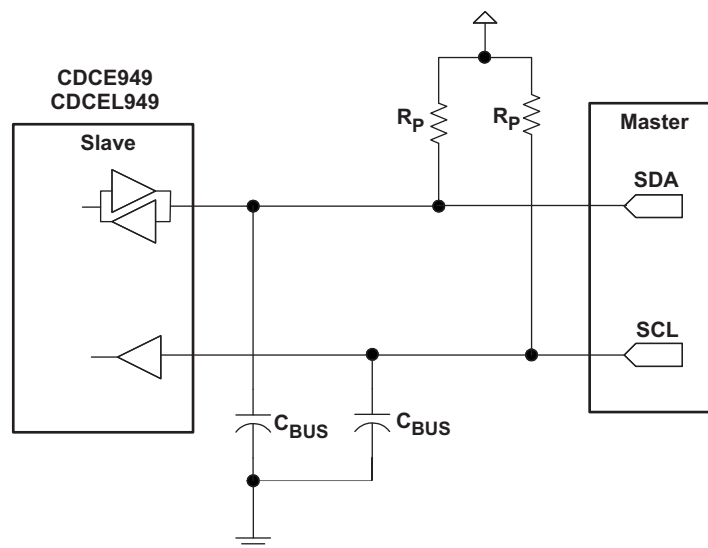 CDCE949
CDCEL949
Slave
R_P
R_P
Master
SDA
SCL
C_BUS
C_BUS